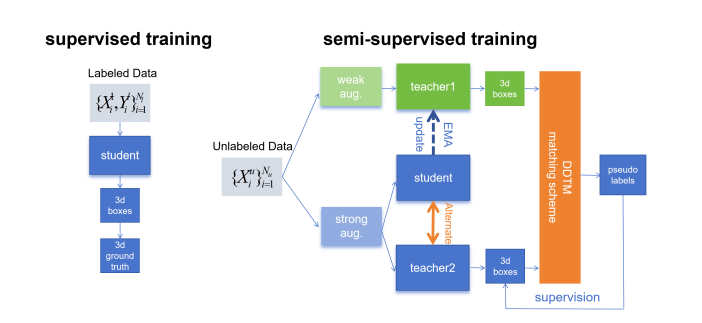 supervised training
Labeled Data
{X_i^l, Y_i^l}_{i=1}^{N_l}
student
3d
boxes
3d
ground
truth
semi-supervised training
Unlabeled Data
{X_i^u}_{i=1}^{N_u}
weak
aug.
teacher1
3d
boxes
EMA
update
student
strong
aug.
Alternate
teacher2
3d
boxes
DDTM
matching scheme
pseudo
labels
supervision